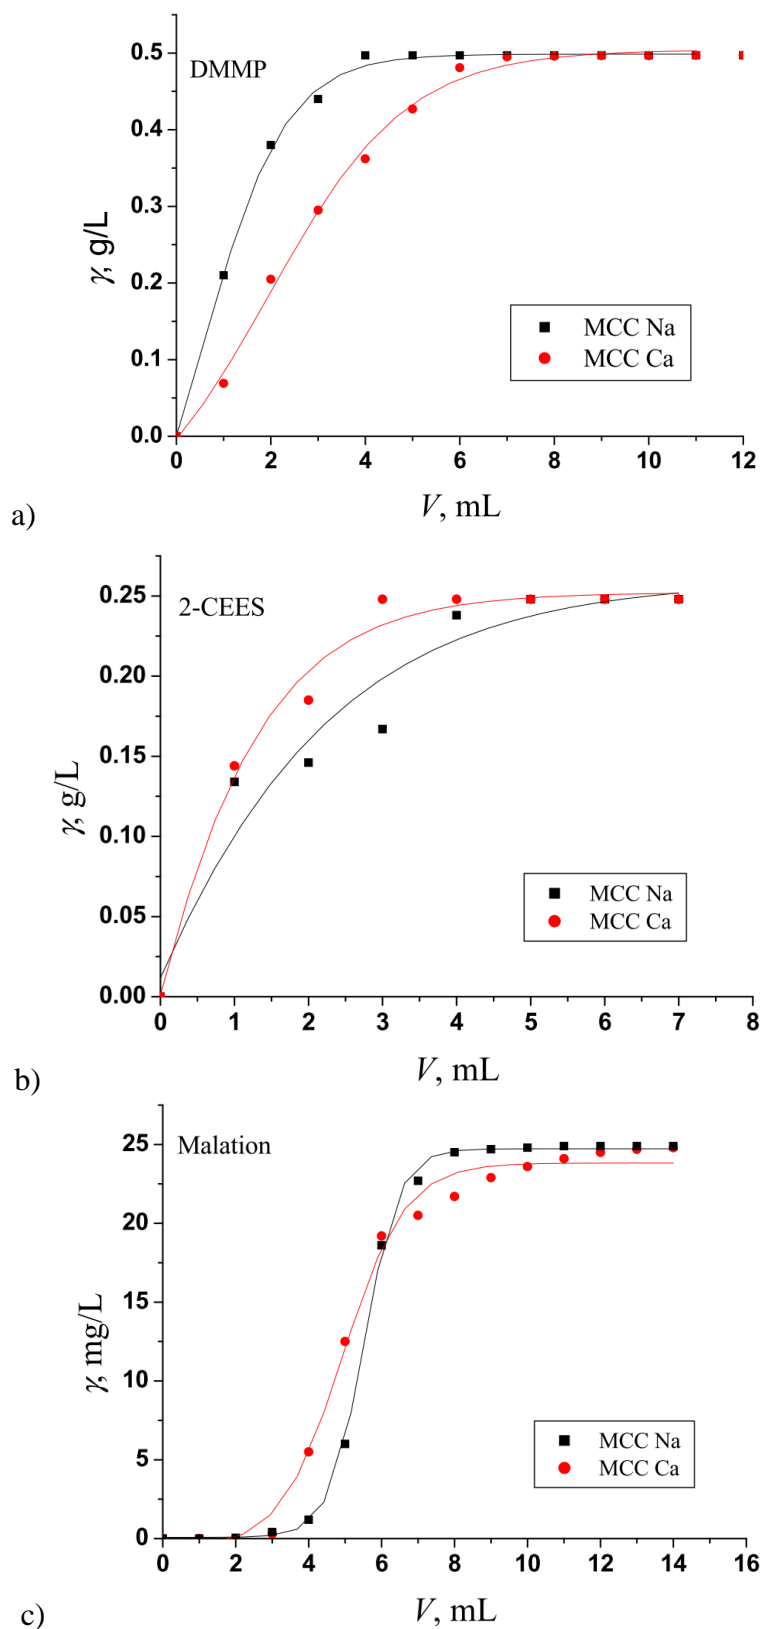 DMMP
γ, g/L
0.5
0.4
0.3
0.2
0.1
0.0
MCC Na
MCC Ca
0 2 4 6 8 10 12
V, mL
a)
2-CEES
γ, g/L
0.25
0.20
0.15
0.10
0.05
0.00
MCC Na
MCC Ca
0 1 2 3 4 5 6 7 8
V, mL
b)
Malation
γ, mg/L
25
20
15
10
5
0
MCC Na
MCC Ca
0 2 4 6 8 10 12 14 16
V, mL
c)